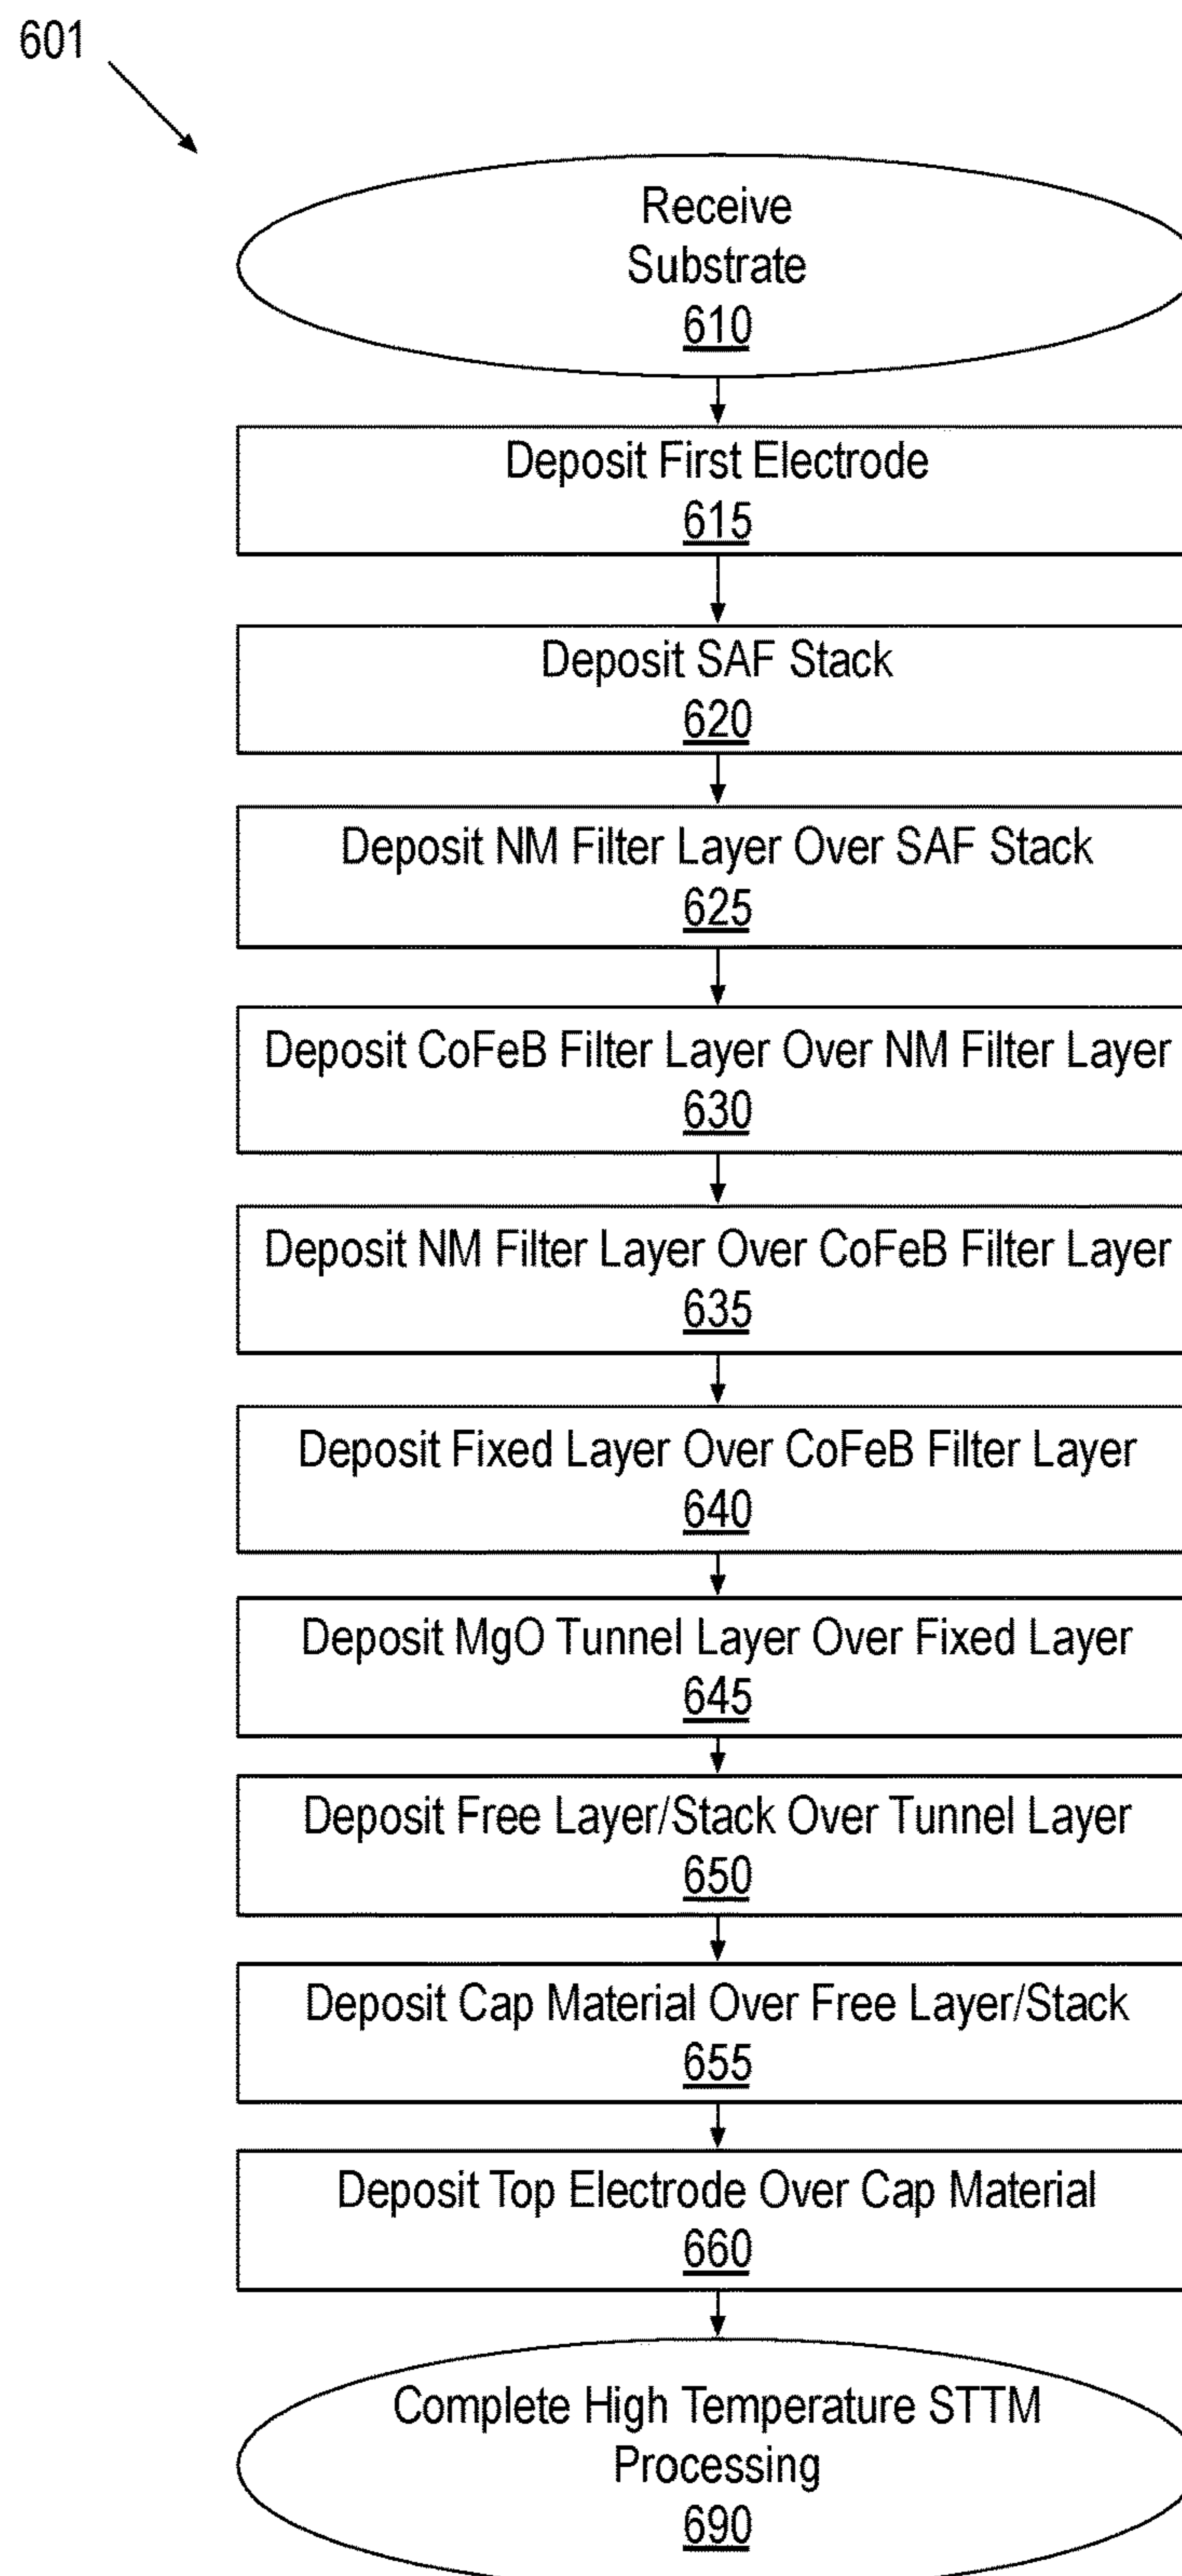 601
Receive
Substrate
610
Deposit First Electrode
615
Deposit SAF Stack
620
Deposit NM Filter Layer Over SAF Stack
625
Deposit CoFeB Filter Layer Over NM Filter Layer
630
Deposit NM Filter Layer Over CoFeB Filter Layer
635
Deposit Fixed Layer Over CoFeB Filter Layer
640
Deposit MgO Tunnel Layer Over Fixed Layer
645
Deposit Free Layer/Stack Over Tunnel Layer
650
Deposit Cap Material Over Free Layer/Stack
655
Deposit Top Electrode Over Cap Material
660
Complete High Temperature STTM
Processing
690